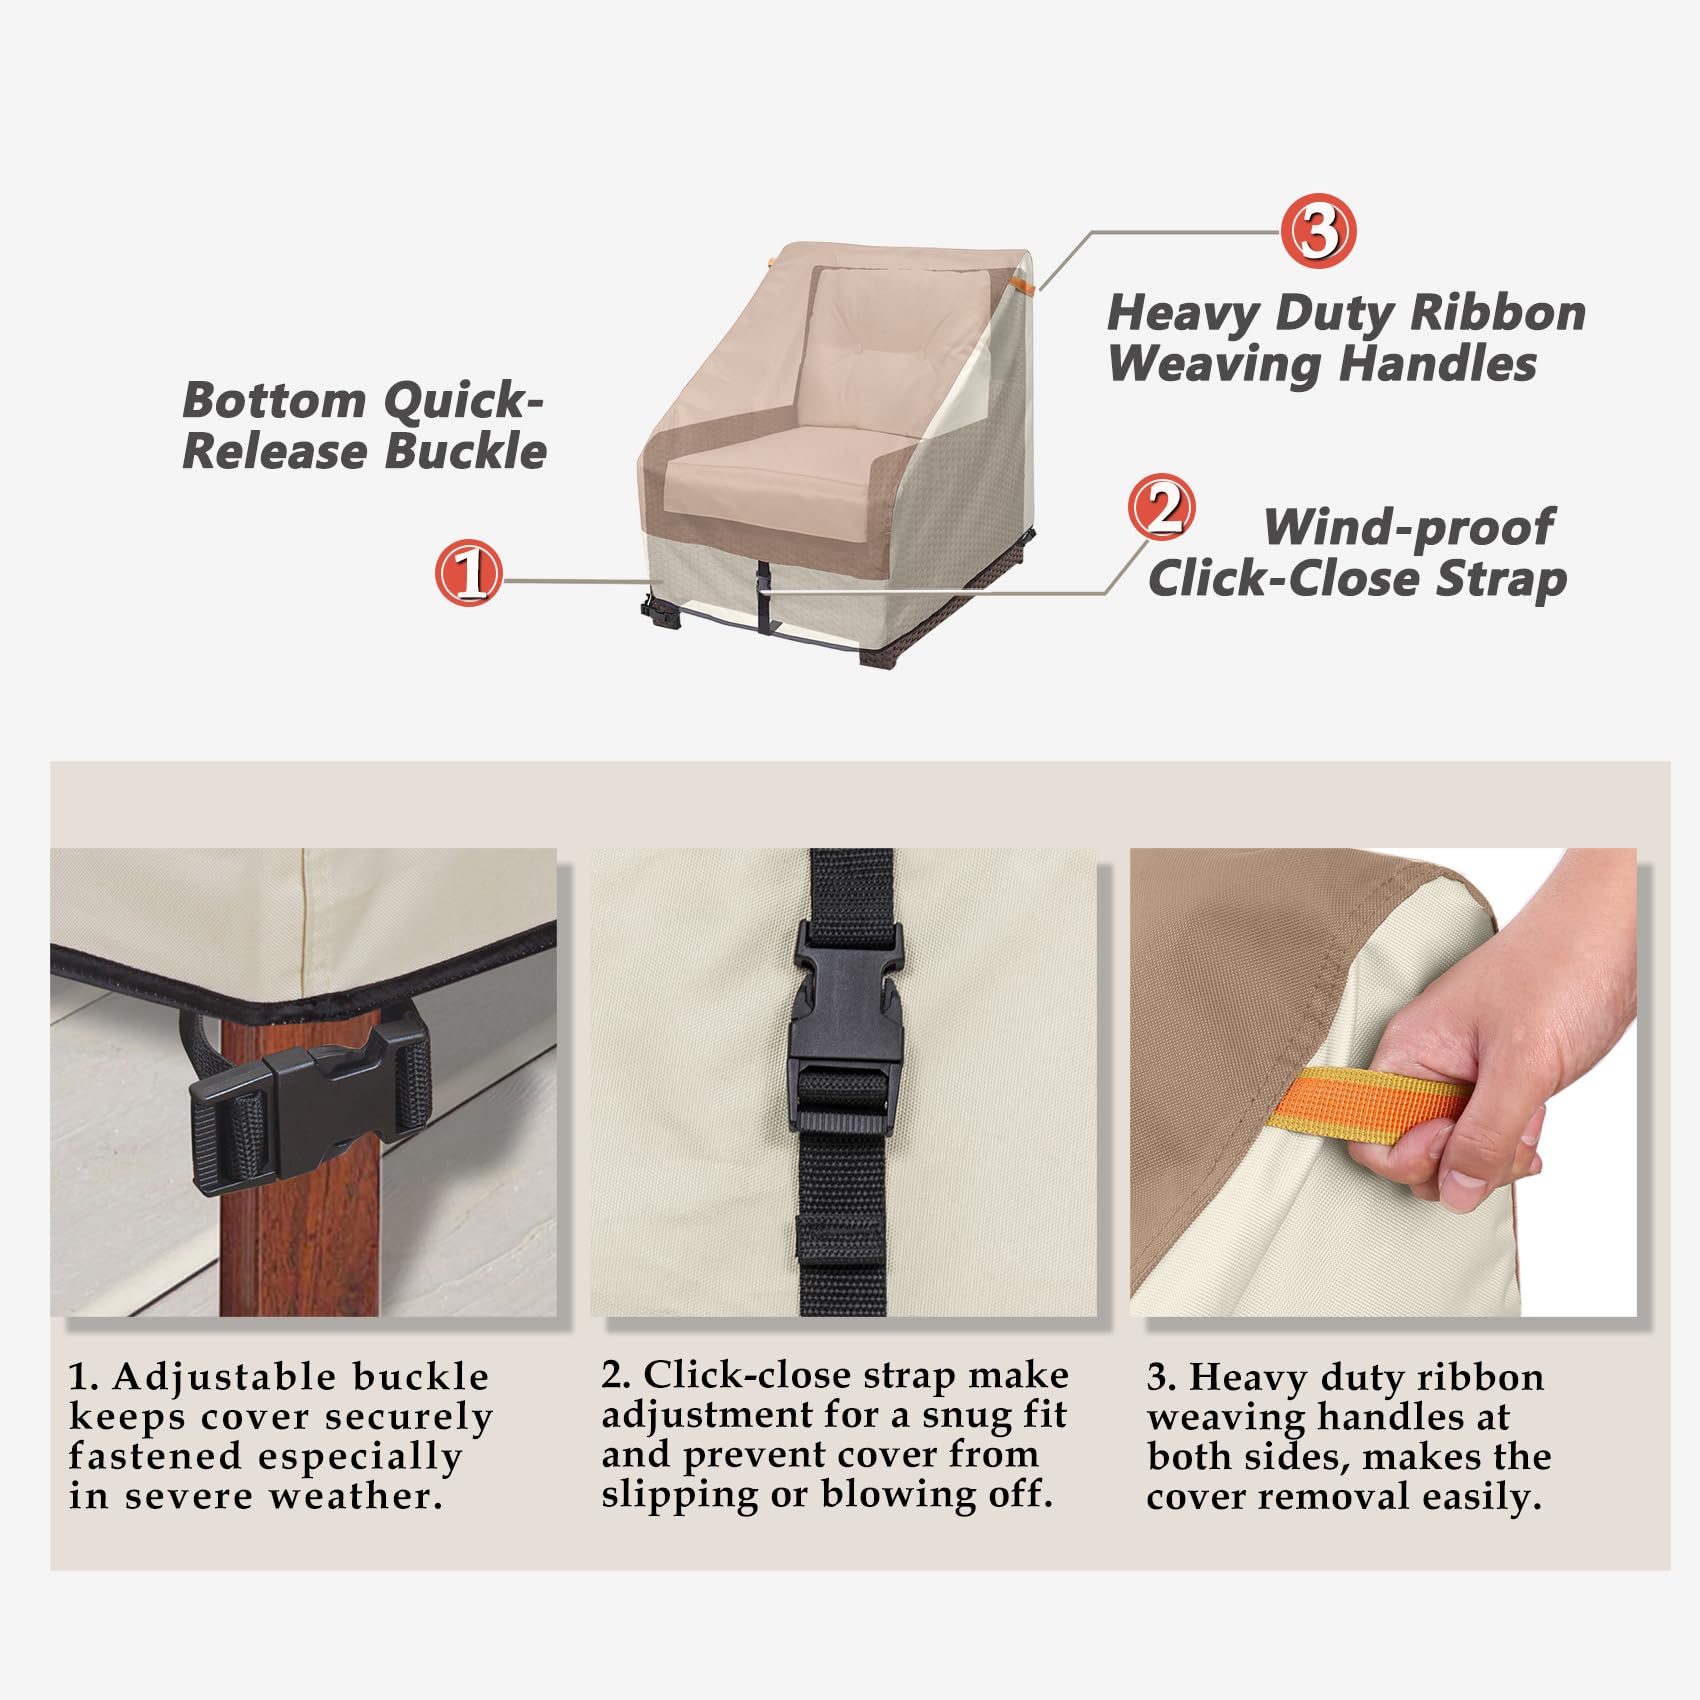 3
Heavy Duty Ribbon
Weaving Handles
Bottom Quick-
Release Buckle
2
Wind-proof
Click-Close Strap
1
1. Adjustable buckle
keeps cover securely
fastened especially
in severe weather.
2. Click-close strap make
adjustment for a snug fit
and prevent cover from
slipping or blowing off.
3. Heavy duty ribbon
weaving handles at
both sides, makes the
cover removal easily.